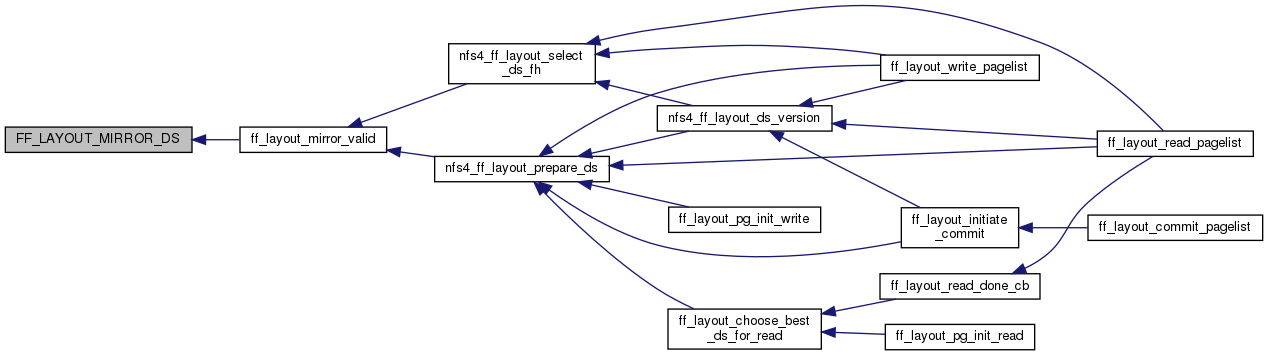 FF_LAYOUT_MIRROR_DS
ff_layout_mirror_valid
nfs4_ff_layout_select
_ds_fh
nfs4_ff_layout_prepare_ds
nfs4_ff_layout_ds_version
ff_layout_pg_init_write
ff_layout_choose_best
_ds_for_read
ff_layout_write_pagelist
ff_layout_initiate
_commit
ff_layout_read_done_cb
ff_layout_pg_init_read
ff_layout_read_pagelist
ff_layout_commit_pagelist